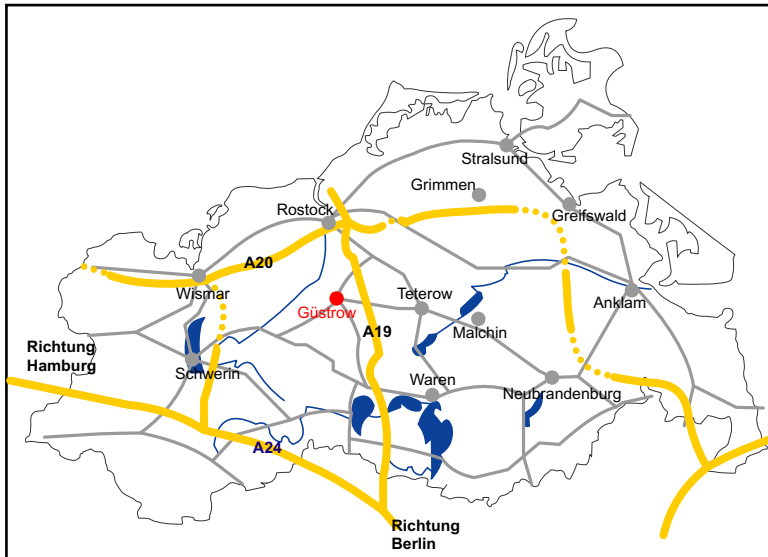 Stralsund
Grimmen
Rostock
Greifswald
A20
Wismar
Teterow
Anklam
Güstrow
A19
Malchin
Richtung
Hamburg
Schwerin
Waren
Neubrandenburg
A24
Richtung
Berlin